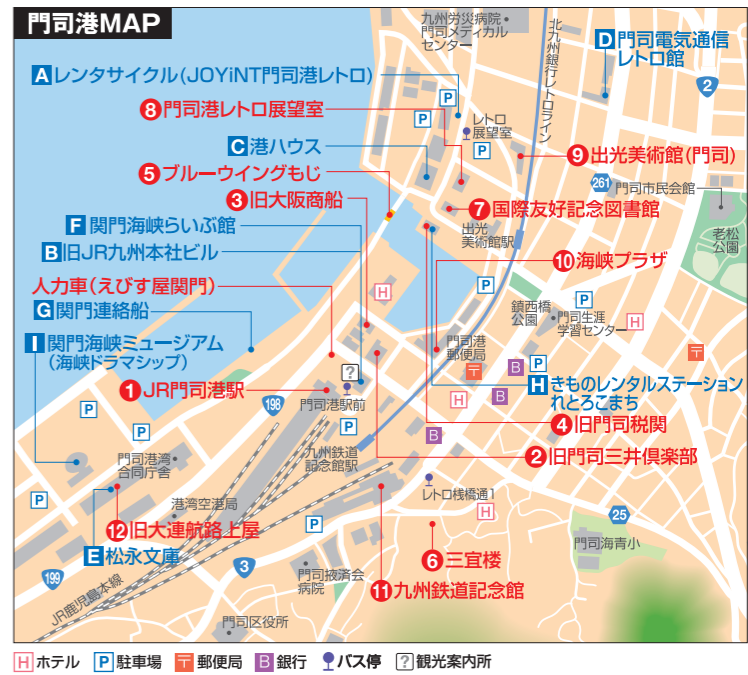 門司港MAP
九州労災病院・
門司メディカル
センター
北九州銀行レトロライン
D 門司電気通信
レトロ館
2
A レンタサイクル(JOYiNT門司港レトロ)
P
P
レトロ
展望室
P
8 門司港レトロ展望室
C 港ハウス
9 出光美術館(門司)
5 ブルーウイングもじ
261
門司市民会館
3 旧大阪商船
7 国際友好記念図書館
F 関門海峡らいぶ館
出光
美術館駅
老松
公園
B 旧JR九州本社ビル
10 海峡プラザ
人力車(えびす屋関門)
H
P
鎮西橋
公園
P
G 関門連絡船
門司生涯
学習センター
H
I 関門海峡ミュージアム
(海峡ドラマシップ)
門司港
郵便局
〒
〒
B
P
?
1 JR門司港駅
門司港駅前
H きものレンタルステーション
れとろこまち
198
H
B
P
P
4 旧門司税関
B
九州鉄道
記念館駅
2 旧門司三井倶楽部
門司港湾・
合同庁舎
P
レトロ桟橋通1
港湾空港局
H
25
12 旧大連航路上屋
P
6 三宜楼
門司海青小
E 松永文庫
3
門司掖済会
病院
11 九州鉄道記念館
199
JR鹿児島本線
門司区役所
H ホテル P 駐車場 〒 郵便局 B 銀行 バス停 ? 観光案内所